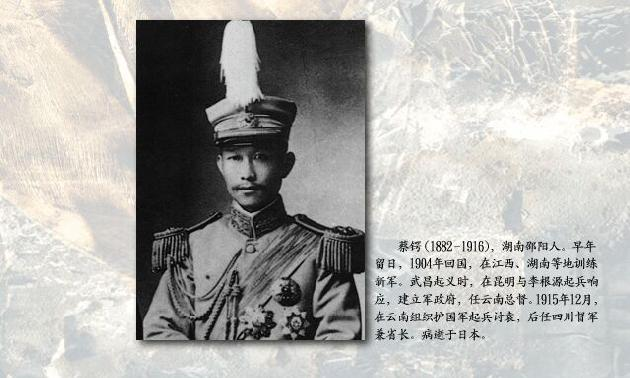 蔡锷(1882-1916)，湖南邵阳人。早年
留日，1904年回国，在江西、湖南等地训练
新军。武昌起义时，在昆明与李根源起兵响
应，建立军政府，任云南总督。1915年12月，
在云南组织护国军起兵讨袁，后任四川督军
兼省长。病逝于日本。